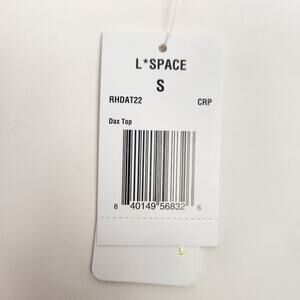 L*SPACE
S
RHDAT22 CRP
Dax Top
8 40149 56832 6